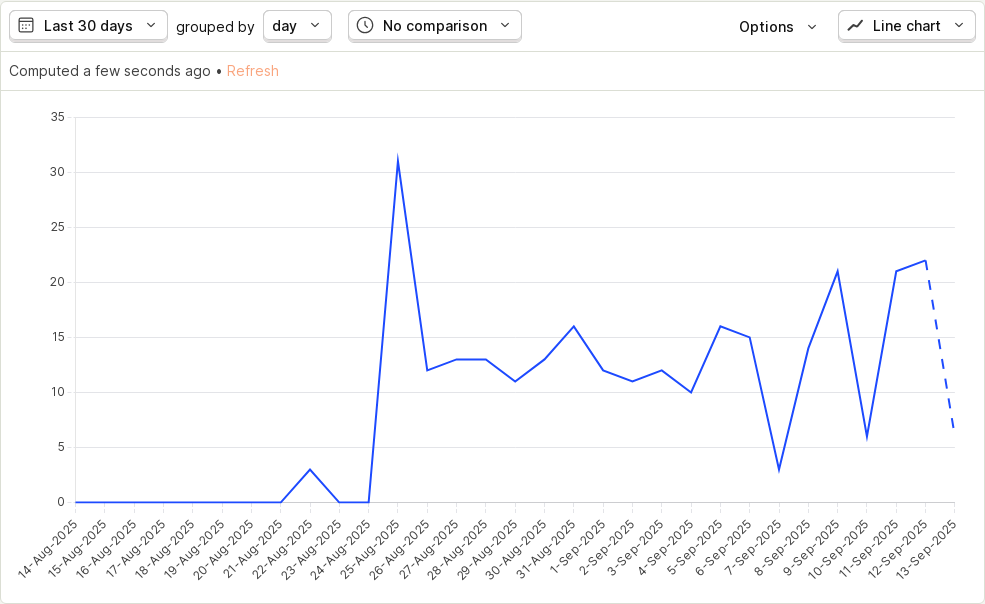 Last 30 days grouped by day No comparison Options Line chart
Computed a few seconds ago • Refresh
35
30
25
20
15
10
5
0
14-Aug-2025
15-Aug-2025
16-Aug-2025
17-Aug-2025
18-Aug-2025
19-Aug-2025
20-Aug-2025
21-Aug-2025
22-Aug-2025
23-Aug-2025
24-Aug-2025
25-Aug-2025
26-Aug-2025
27-Aug-2025
28-Aug-2025
29-Aug-2025
30-Aug-2025
31-Aug-2025
1-Sep-2025
2-Sep-2025
3-Sep-2025
4-Sep-2025
5-Sep-2025
6-Sep-2025
7-Sep-2025
8-Sep-2025
9-Sep-2025
10-Sep-2025
11-Sep-2025
12-Sep-2025
13-Sep-2025